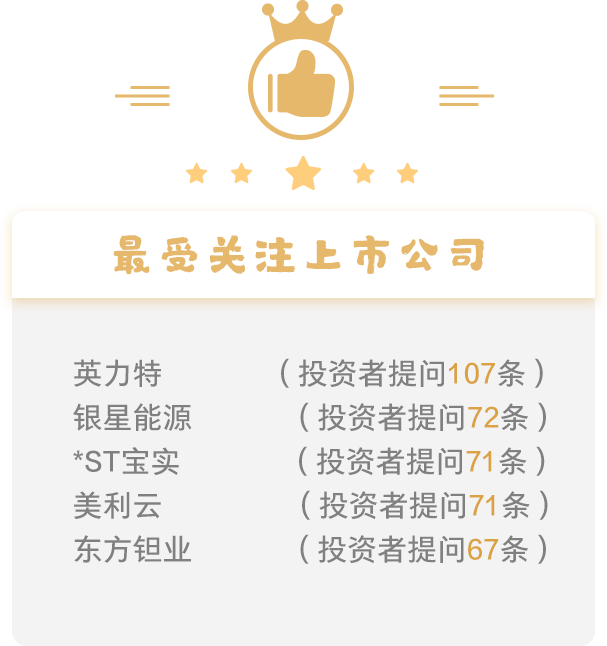 最受关注上市公司
英力特（投资者提问107条）
银星能源（投资者提问72条）
*ST宝实（投资者提问71条）
美利云（投资者提问71条）
东方钽业（投资者提问67条）